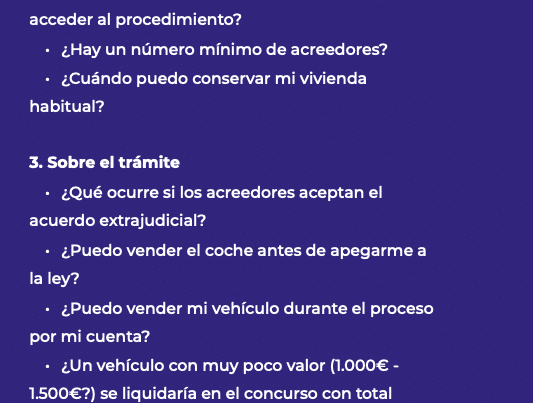 acceder al procedimiento?
• ¿Hay un número mínimo de acreedores?
• ¿Cuándo puedo conservar mi vivienda
habitual?
3. Sobre el trámite
• ¿Qué ocurre si los acreedores aceptan el
acuerdo extrajudicial?
• ¿Puedo vender el coche antes de apegarme a
la ley?
• ¿Puedo vender mi vehículo durante el proceso
por mi cuenta?
• ¿Un vehículo con muy poco valor (1.000€ -
1.500€?) se liquidaría en el concurso con total